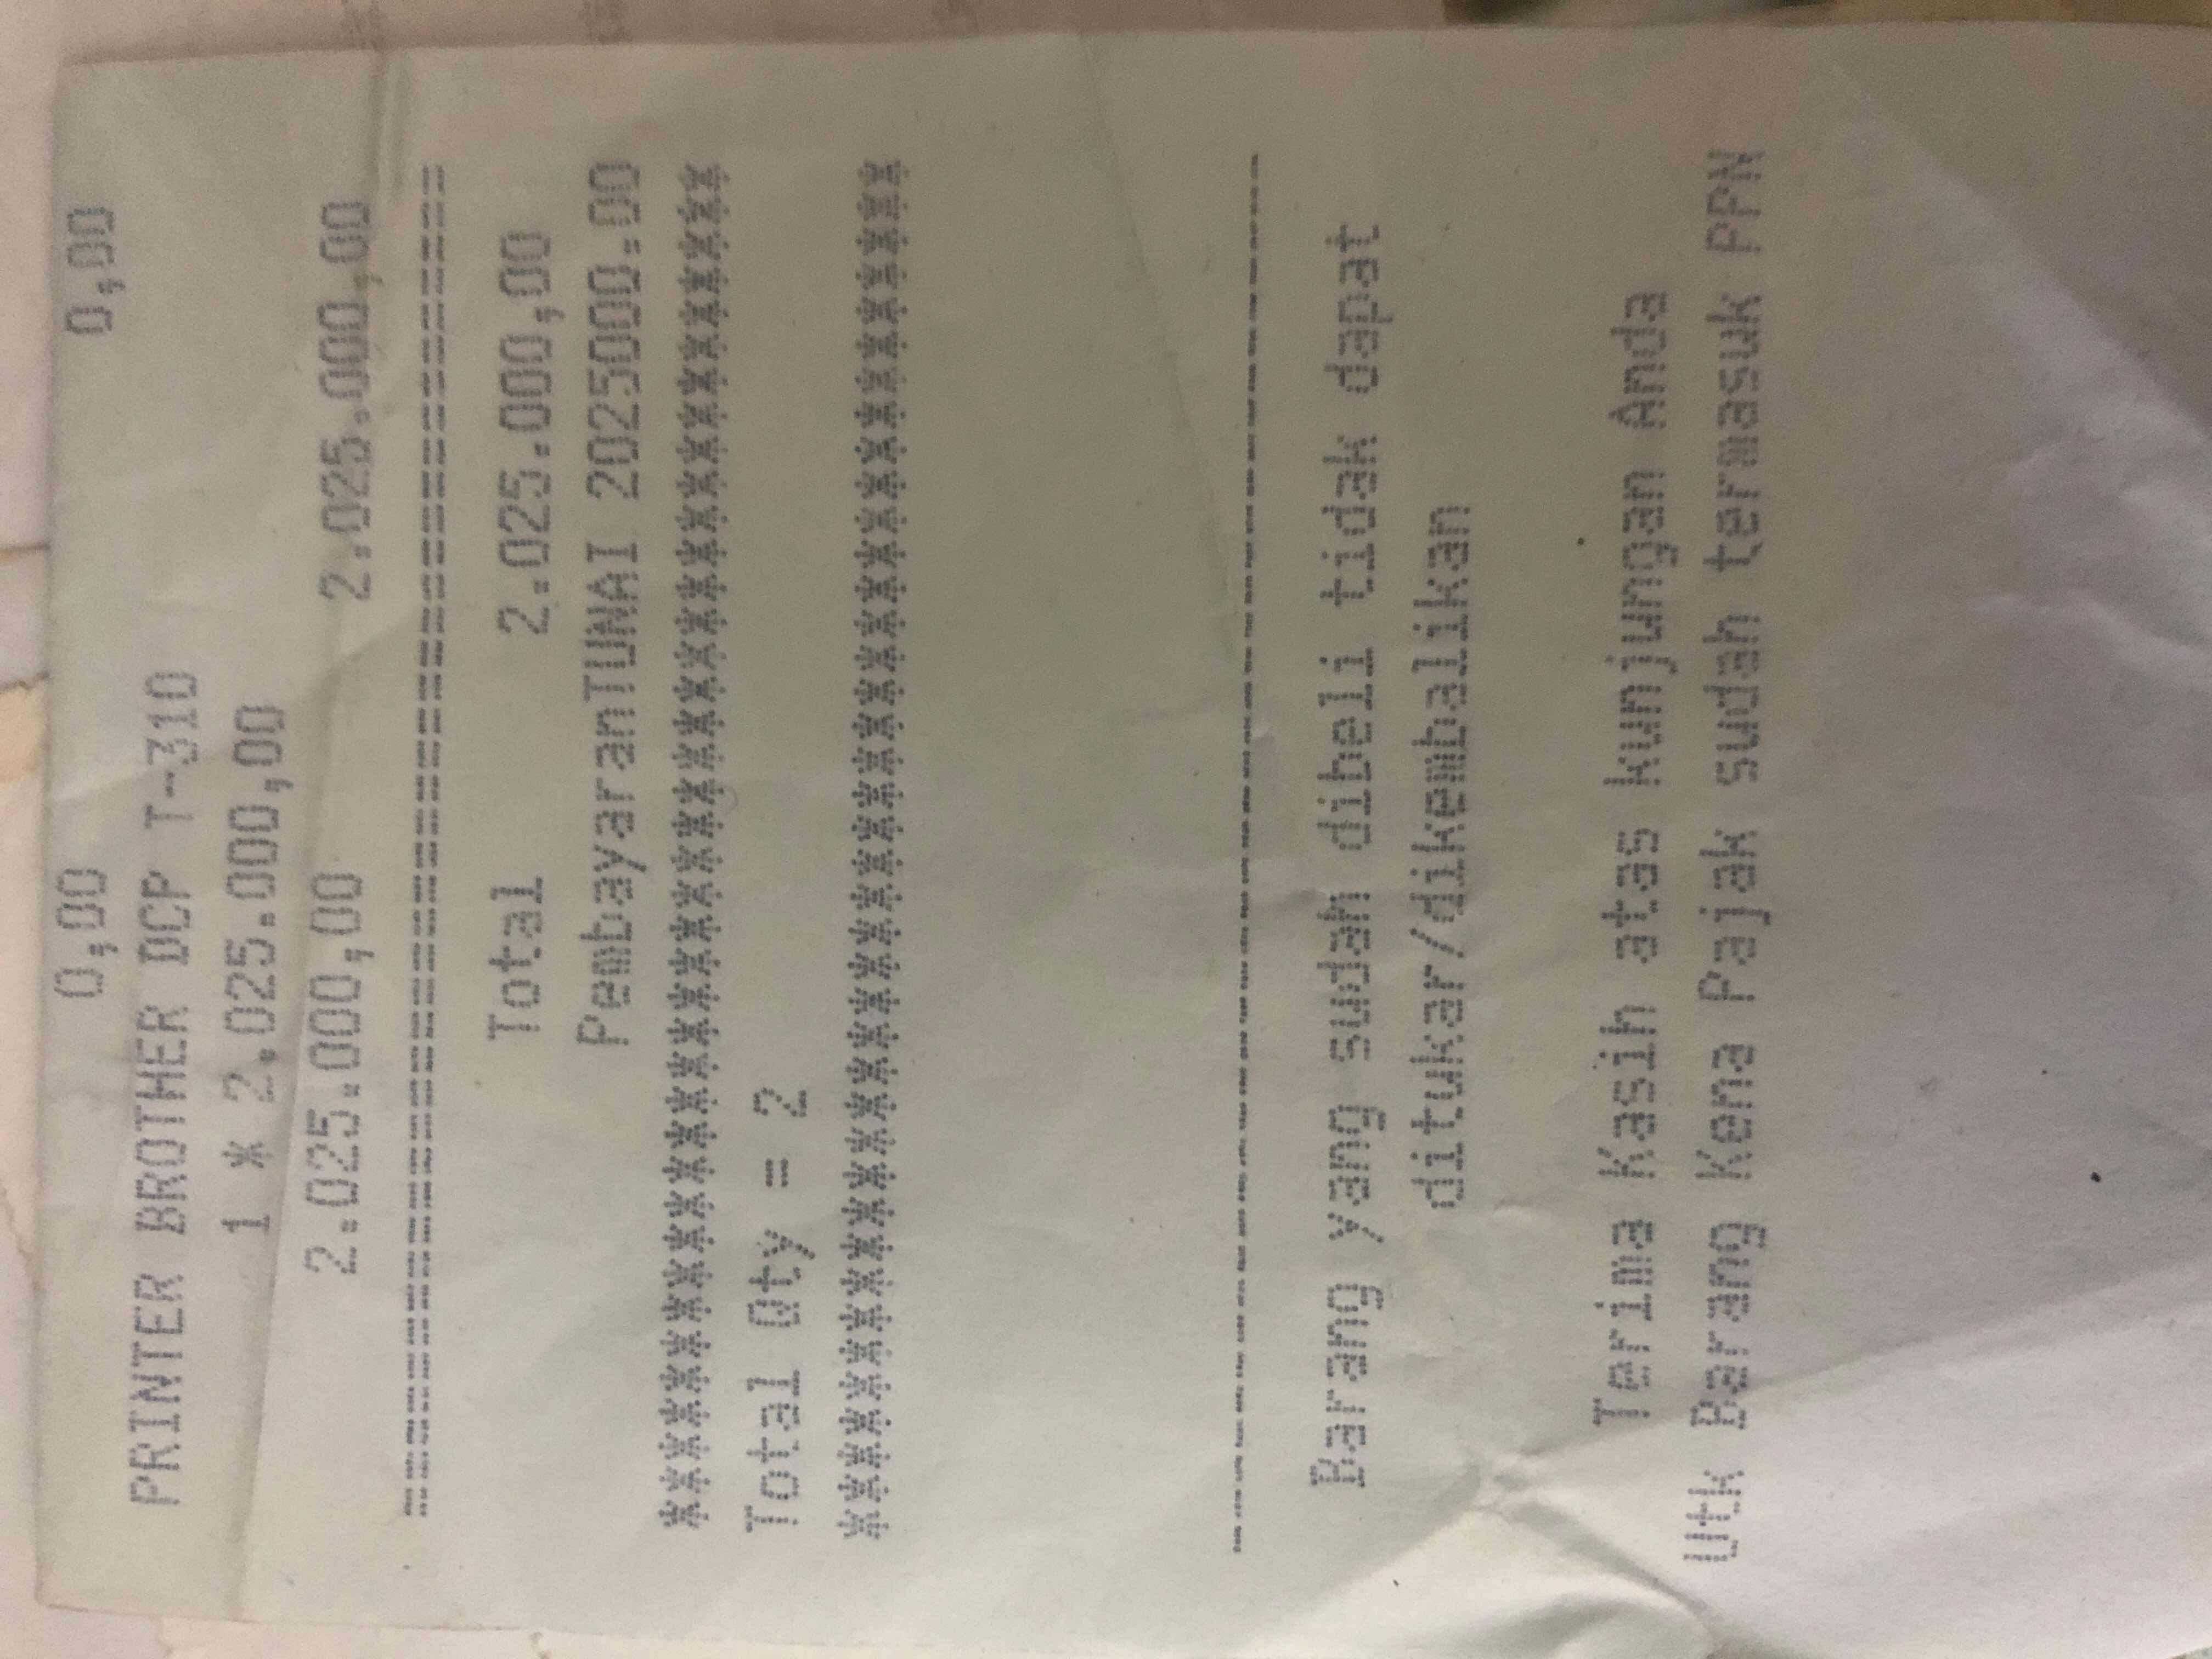 0,00 0,00
PRINTER BROTHER DCP T-310
1 * 2.025.000,00
2.025.000,00 2.025.000,00
================================
Total 2.025.000,00
PembayaranTUNAI 2025000.00
********************************
Total Qty = 2
********************************
--------------------------------
Barang yang sudah dibeli tidak dapat
ditukar/dikembalikan
Terima Kasih atas kunjungan Anda
Utk Barang Kena Pajak sudah termasuk PPN